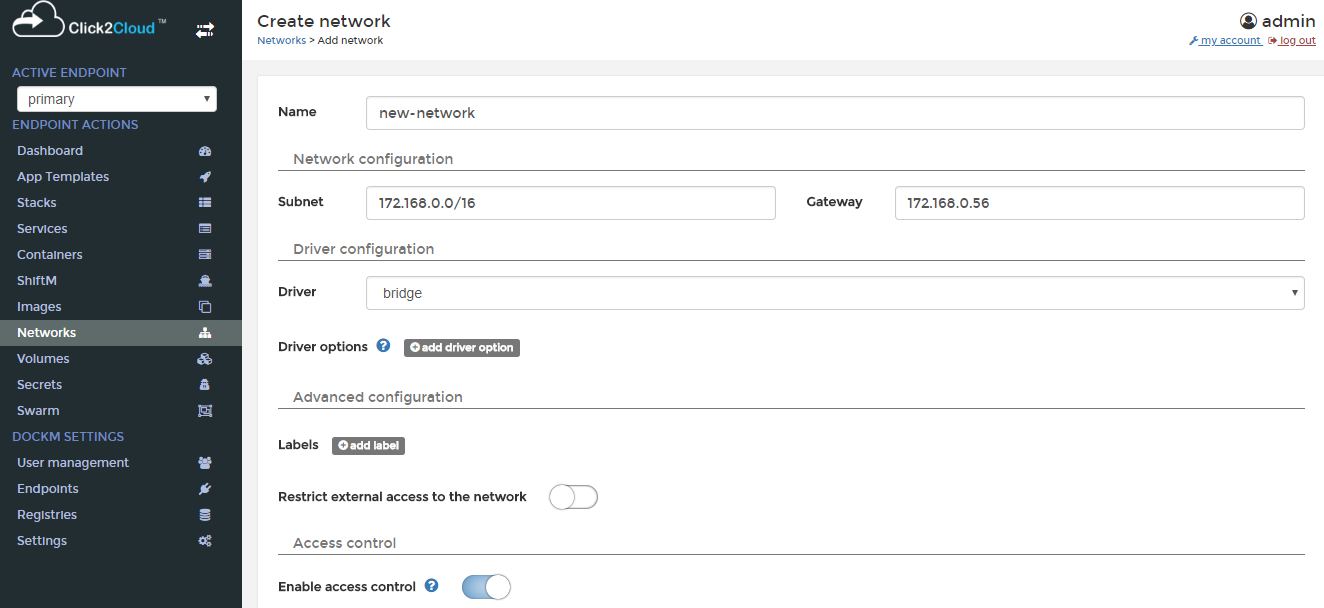 Click2Cloud™
ACTIVE ENDPOINT
primary
ENDPOINT ACTIONS
Dashboard
App Templates
Stacks
Services
Containers
ShiftM
Images
Networks
Volumes
Secrets
Swarm
DOCKM SETTINGS
User management
Endpoints
Registries
Settings
Create network
Networks > Add network
admin
my account log out
Name new-network
Network configuration
Subnet 172.168.0.0/16 Gateway 172.168.0.56
Driver configuration
Driver bridge
Driver options add driver option
Advanced configuration
Labels add label
Restrict external access to the network
Access control
Enable access control